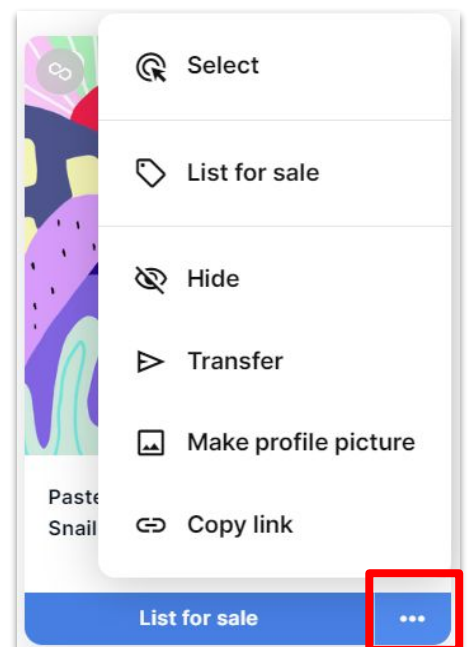 Select
List for sale
Hide
Transfer
Make profile picture
Paste
Snail
Copy link
List for sale